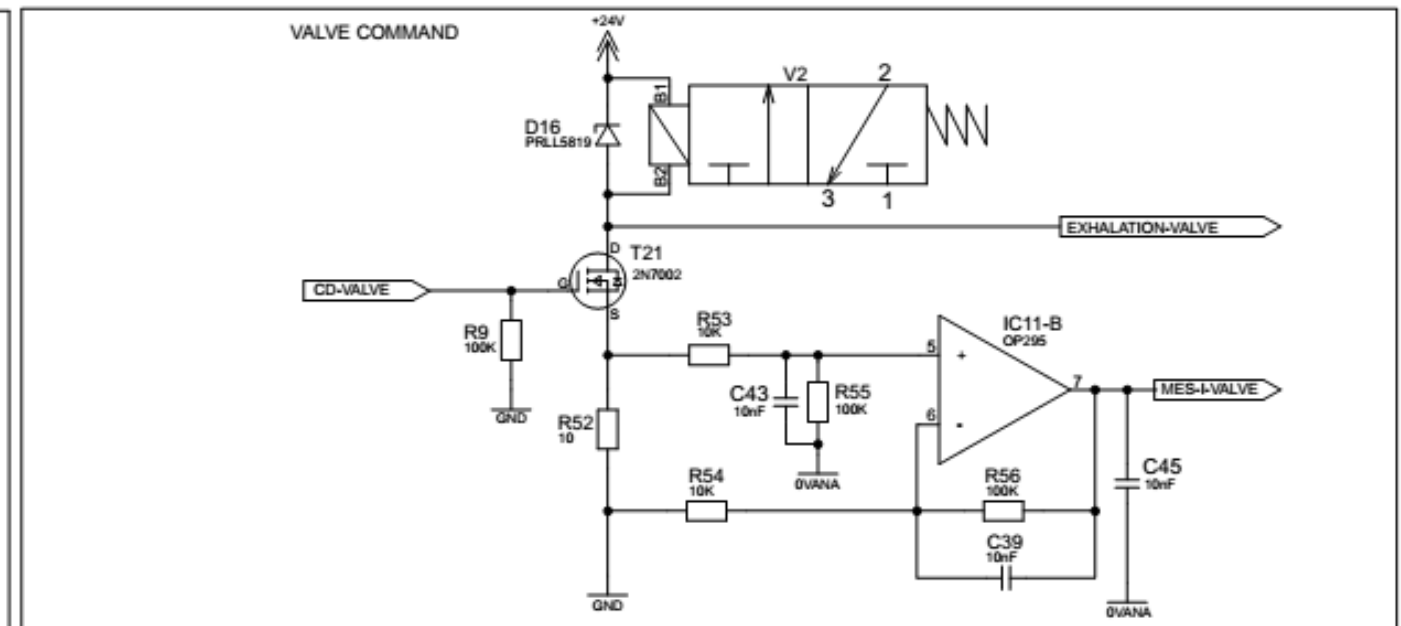 VALVE COMMAND
+24V
V2
2
B1
D16
PRLL5819
B2
3
1
EXHALATION-VALVE
D
T21
2N7002
G
CD-VALVE
S
R9
100K
R53
10K
IC11-B
OP295
5
+
7
MES-I-VALVE
C43
10nF
R55
100K
GND
R52
10
6
-
0VANA
C45
10nF
R54
10K
R56
100K
C39
10nF
GND
0VANA